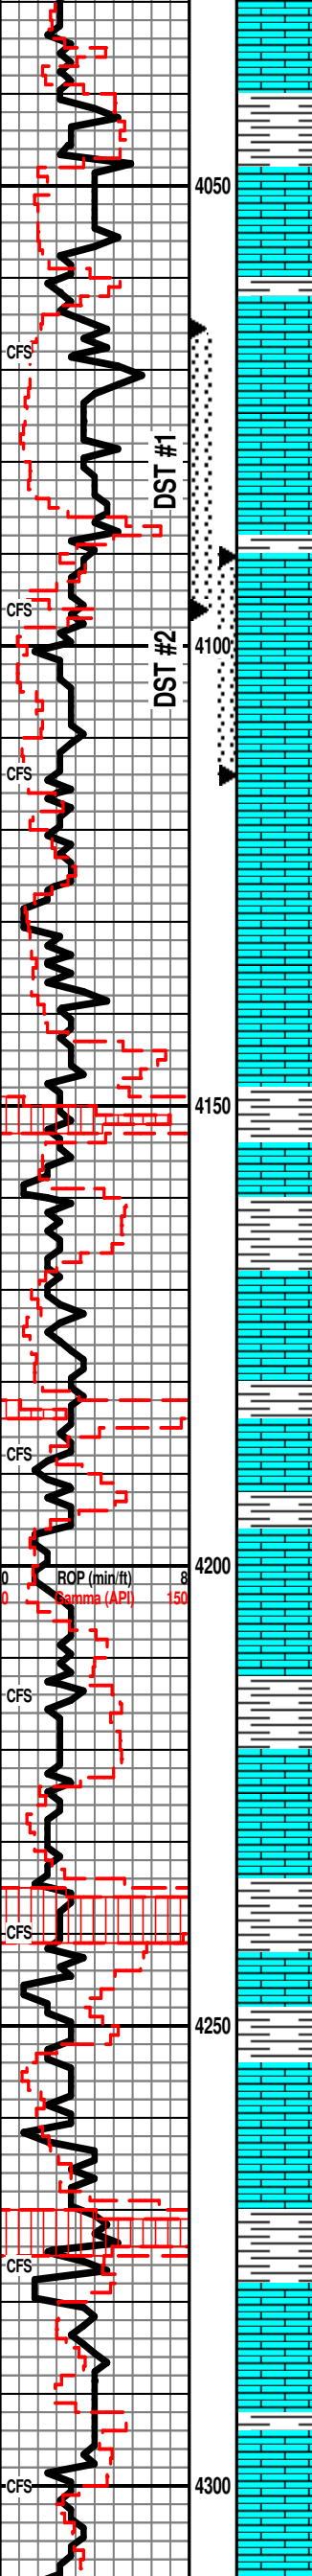 4050
CFS
DST #1
CFS
4100
DST #2
CFS
4150
CFS
4200
0 ROP (min/ft) 8
0 Gamma (API) 150
CFS
CFS
4250
CFS
CFS
4300